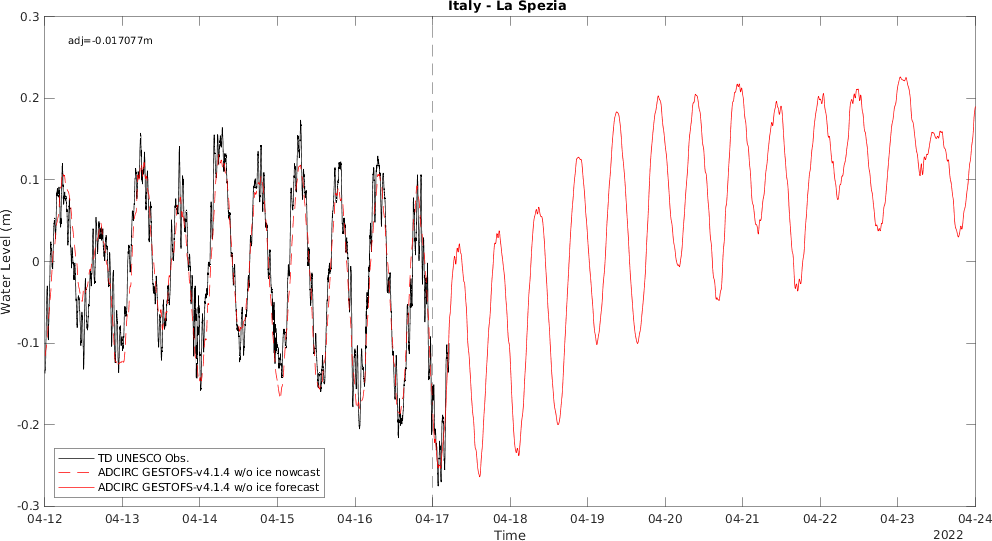 Italy - La Spezia
adj=-0.017077m
0.3
0.2
0.1
0
-0.1
-0.2
-0.3
Water Level (m)
TD UNESCO Obs.
ADCIRC GESTOFS-v4.1.4 w/o ice nowcast
ADCIRC GESTOFS-v4.1.4 w/o ice forecast
04-12 04-13 04-14 04-15 04-16 04-17 04-18 04-19 04-20 04-21 04-22 04-23 04-24
Time
2022